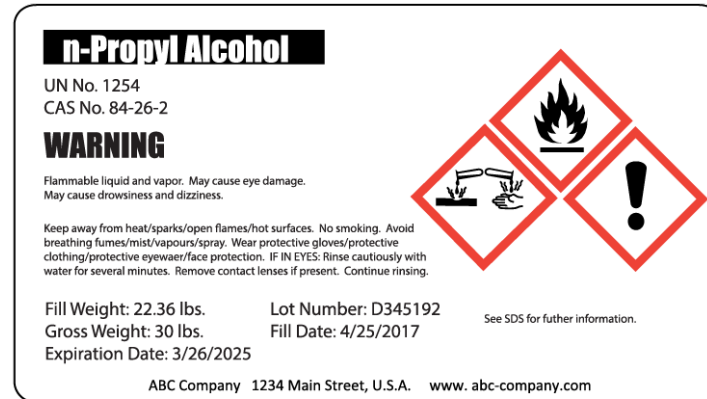 n-Propyl Alcohol
UN No. 1254
CAS No. 84-26-2
WARNING
Flammable liquid and vapor. May cause eye damage.
May cause drowsiness and dizziness.
Keep away from heat/sparks/open flames/hot surfaces. No smoking. Avoid
breathing fumes/mist/vapours/spray. Wear protective gloves/protective
clothing/protective eyewaer/face protection. IF IN EYES: Rinse cautiously with
water for several minutes. Remove contact lenses if present. Continue rinsing.
Fill Weight: 22.36 lbs. Lot Number: D345192
Gross Weight: 30 lbs. Fill Date: 4/25/2017
Expiration Date: 3/26/2025
See SDS for futher information.
ABC Company 1234 Main Street, U.S.A. www. abc-company.com